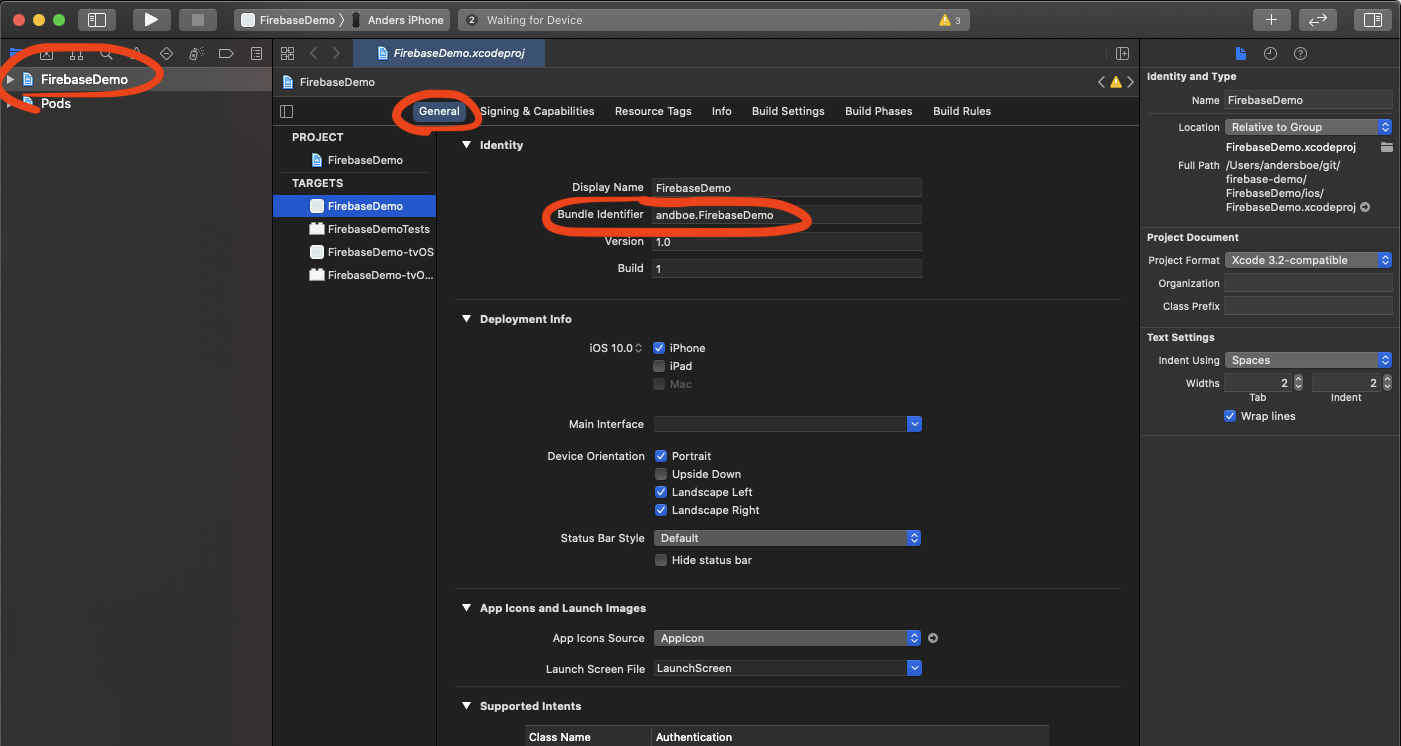 FirebaseDemo 〉 Anders iPhone
2 Waiting for Device
3
FirebaseDemo
Pods
FirebaseDemo.xcodeproj
FirebaseDemo
General
Signing & Capabilities
Resource Tags
Info
Build Settings
Build Phases
Build Rules
PROJECT
FirebaseDemo
TARGETS
FirebaseDemo
FirebaseDemoTests
FirebaseDemo-tvOS
FirebaseDemo-tvO...
Identity
Display Name FirebaseDemo
Bundle Identifier andboe.FirebaseDemo
Version 1.0
Build 1
Deployment Info
iOS 10.0 iPhone
iPad
Mac
Main Interface
Device Orientation Portrait
Upside Down
Landscape Left
Landscape Right
Status Bar Style Default
Hide status bar
App Icons and Launch Images
App Icons Source AppIcon
Launch Screen File LaunchScreen
Supported Intents
Class Name Authentication
Identity and Type
Name FirebaseDemo
Location Relative to Group
FirebaseDemo.xcodeproj
Full Path /Users/andersboe/git/
firebase-demo/
FirebaseDemo/ios/
FirebaseDemo.xcodeproj
Project Document
Project Format Xcode 3.2-compatible
Organization
Class Prefix
Text Settings
Indent Using Spaces
Widths 2 2
Tab Indent
Wrap lines